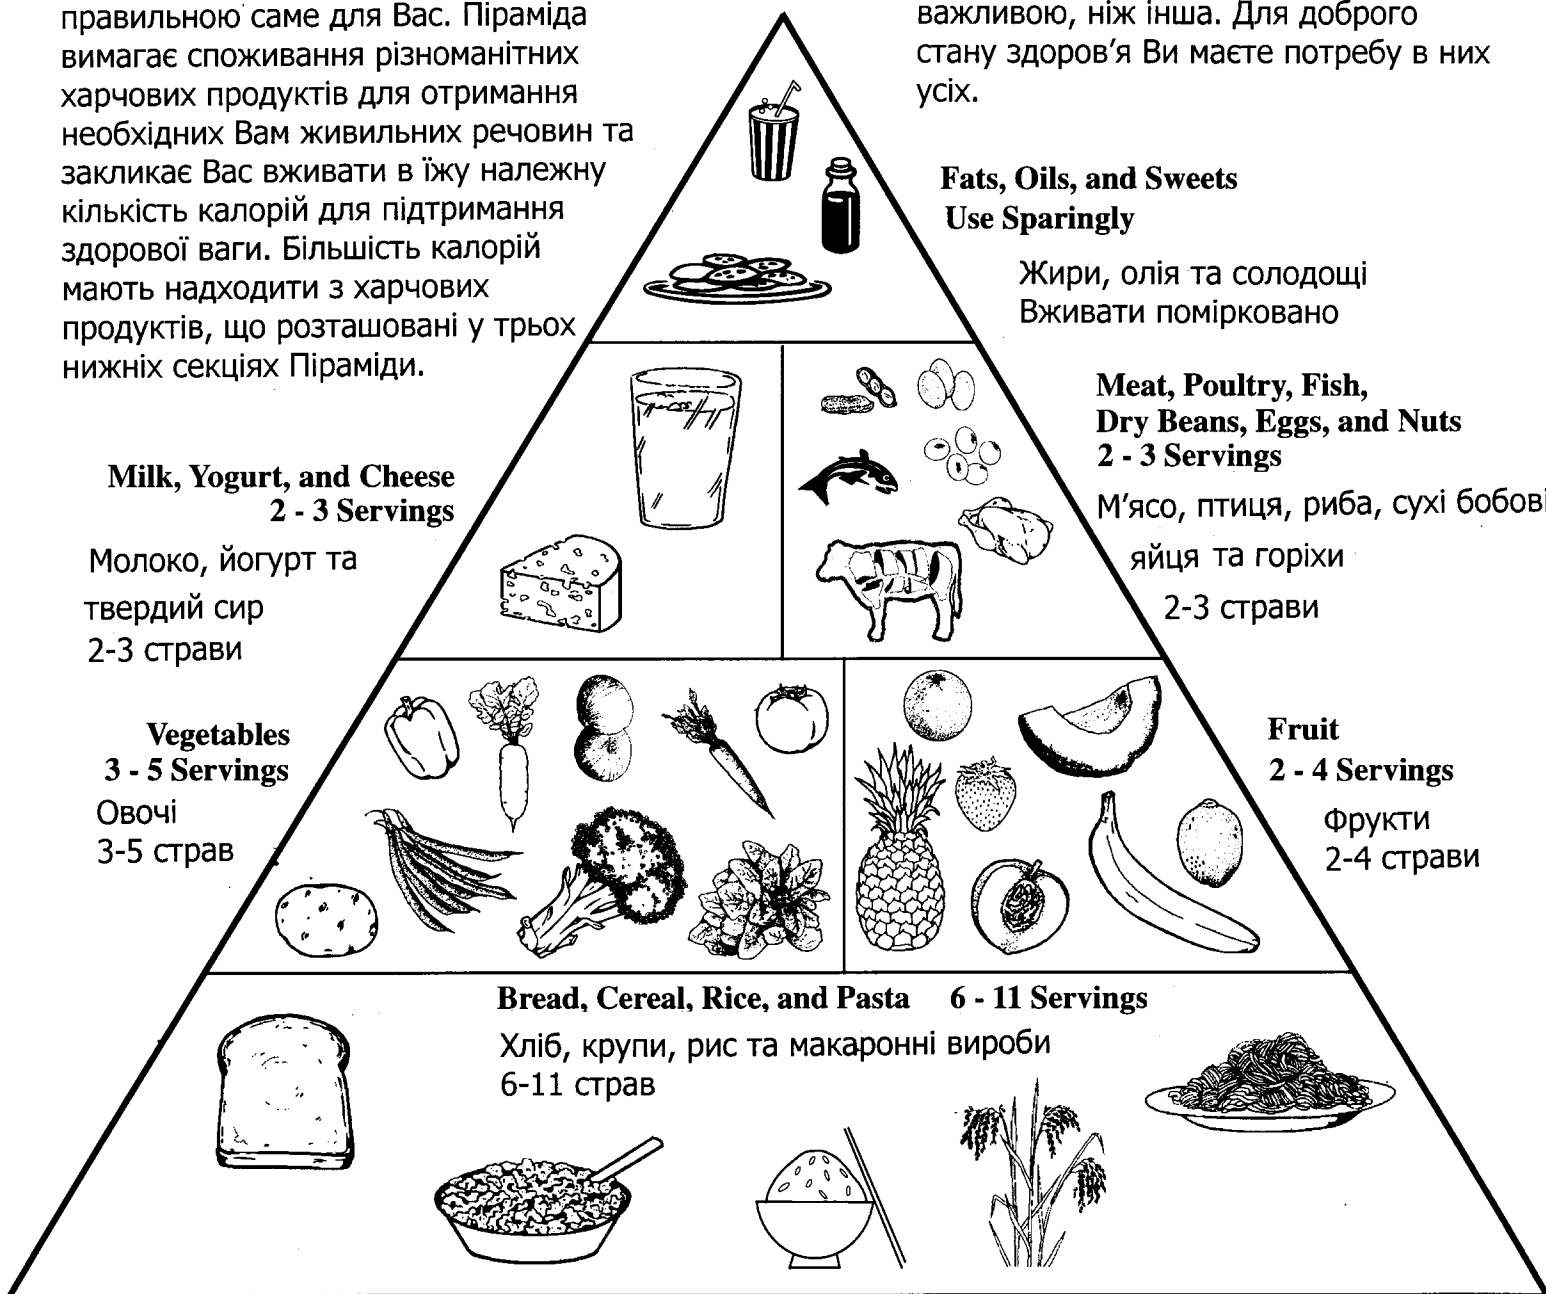 правильною саме для Вас. Піраміда
вимагає споживання різноманітних
харчових продуктів для отримання
необхідних Вам живильних речовин та
закликає Вас вживати в їжу належну
кількість калорій для підтримання
здорової ваги. Більшість калорій
мають надходити з харчових
продуктів, що розташовані у трьох
нижніх секціях Піраміди.
важливою, ніж інша. Для доброго
стану здоров'я Ви маєте потребу в них
усіх.
Fats, Oils, and Sweets
Use Sparingly
Жири, олія та солодощі
Вживати помірковано
Milk, Yogurt, and Cheese
2 - 3 Servings
Молоко, йогурт та
твердий сир
2-3 страви
Meat, Poultry, Fish,
Dry Beans, Eggs, and Nuts
2 - 3 Servings
М'ясо, птиця, риба, сухі бобові
яйця та горіхи
2-3 страви
Vegetables
3 - 5 Servings
Овочі
3-5 страв
Fruit
2 - 4 Servings
Фрукти
2-4 страви
Bread, Cereal, Rice, and Pasta 6 - 11 Servings
Хліб, крупи, рис та макаронні вироби
6-11 страв